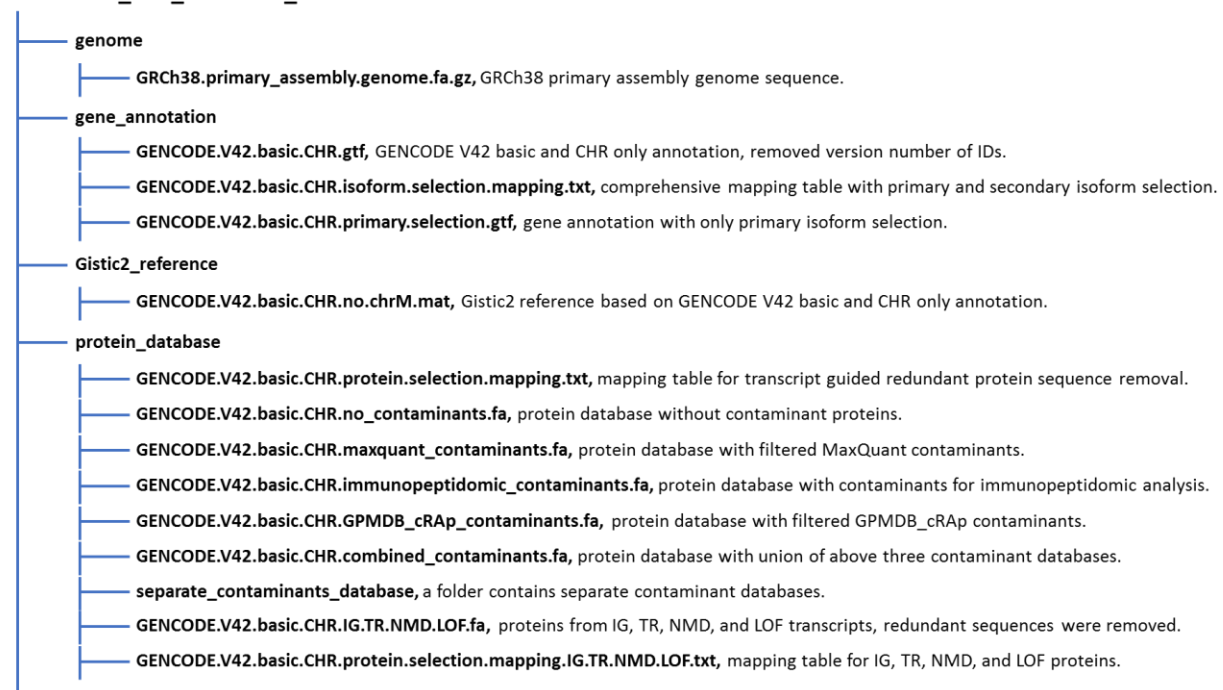 genome
GRCh38.primary_assembly.genome.fa.gz, GRCh38 primary assembly genome sequence.
gene_annotation
GENCODE.V42.basic.CHR.gtf, GENCODE V42 basic and CHR only annotation, removed version number of IDs.
GENCODE.V42.basic.CHR.isoform.selection.mapping.txt, comprehensive mapping table with primary and secondary isoform selection.
GENCODE.V42.basic.CHR.primary.selection.gtf, gene annotation with only primary isoform selection.
Gistic2_reference
GENCODE.V42.basic.CHR.no.chrM.mat, Gistic2 reference based on GENCODE V42 basic and CHR only annotation.
protein_database
GENCODE.V42.basic.CHR.protein.selection.mapping.txt, mapping table for transcript guided redundant protein sequence removal.
GENCODE.V42.basic.CHR.no_contaminants.fa, protein database without contaminant proteins.
GENCODE.V42.basic.CHR.maxquant_contaminants.fa, protein database with filtered MaxQuant contaminants.
GENCODE.V42.basic.CHR.immunopeptidomic_contaminants.fa, protein database with contaminants for immunopeptidomic analysis.
GENCODE.V42.basic.CHR.GPMDB_cRAp_contaminants.fa, protein database with filtered GPMDB_cRAp contaminants.
GENCODE.V42.basic.CHR.combined_contaminants.fa, protein database with union of above three contaminant databases.
separate_contaminants_database, a folder contains separate contaminant databases.
GENCODE.V42.basic.CHR.IG.TR.NMD.LOF.fa, proteins from IG, TR, NMD, and LOF transcripts, redundant sequences were removed.
GENCODE.V42.basic.CHR.protein.selection.mapping.IG.TR.NMD.LOF.txt, mapping table for IG, TR, NMD, and LOF proteins.